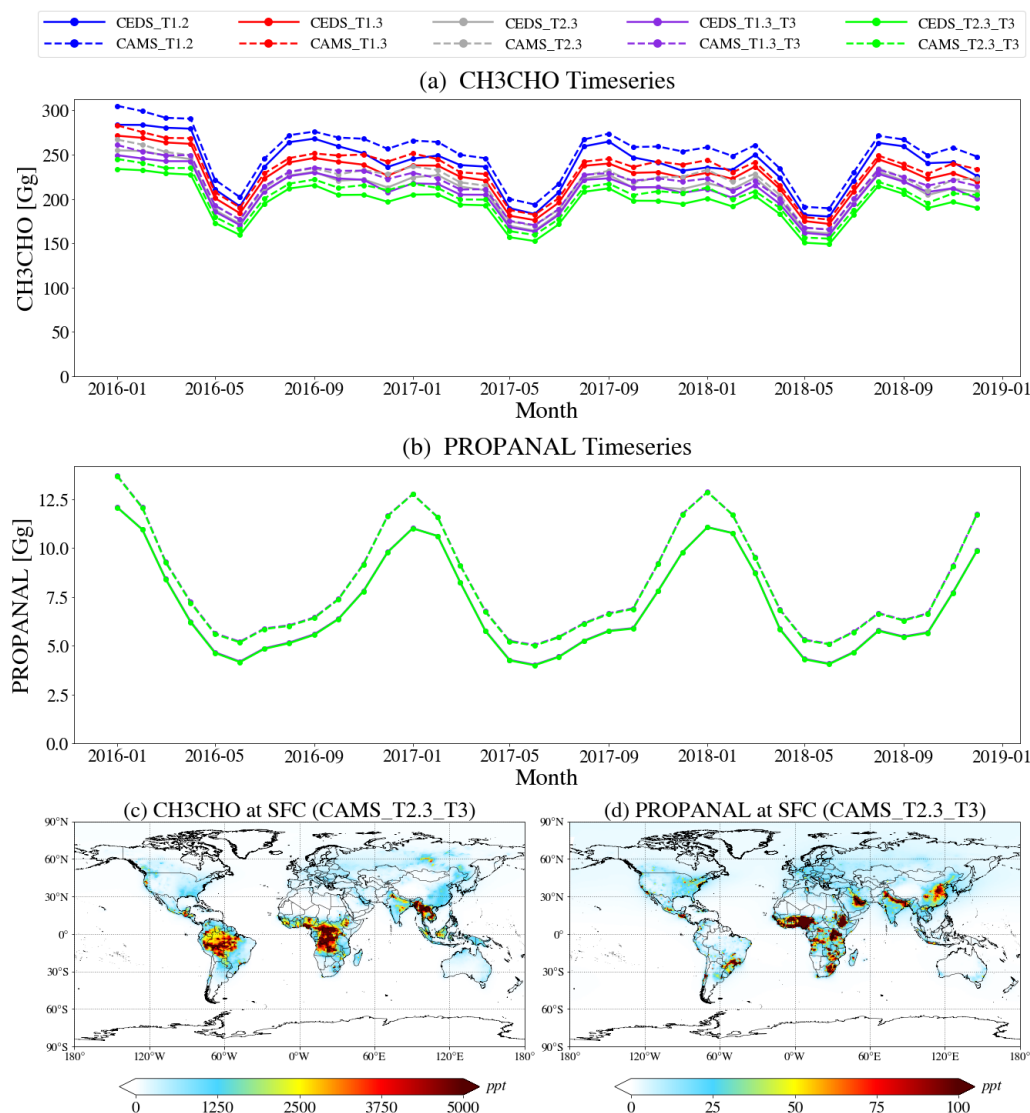 CEDS_T1.2 CEDS_T1.3 CEDS_T2.3 CEDS_T1.3_T3 CEDS_T2.3_T3
CAMS_T1.2 CAMS_T1.3 CAMS_T2.3 CAMS_T1.3_T3 CAMS_T2.3_T3
(a) CH3CHO Timeseries
CH3CHO [Gg]
300
250
200
150
100
50
0
2016-01 2016-05 2016-09 2017-01 2017-05 2017-09 2018-01 2018-05 2018-09 2019-01
Month
(b) PROPANAL Timeseries
PROPANAL [Gg]
12.5
10.0
7.5
5.0
2.5
0.0
2016-01 2016-05 2016-09 2017-01 2017-05 2017-09 2018-01 2018-05 2018-09 2019-01
Month
(c) CH3CHO at SFC (CAMS_T2.3_T3)
90°N
60°N
30°N
0°
30°S
60°S
90°S
180° 120°W 60°W 0°W 60°E 120°E 180°
0 1250 2500 3750 5000 ppt
(d) PROPANAL at SFC (CAMS_T2.3_T3)
90°N
60°N
30°N
0°
30°S
60°S
90°S
180° 120°W 60°W 0°W 60°E 120°E 180°
0 25 50 75 100 ppt